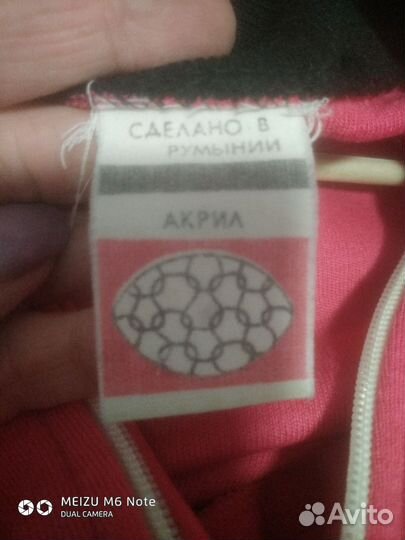 СДЕЛАНО В
РУМЫНИИ
АКРИЛ
MEIZU M6 Note
DUAL CAMERA
Avito